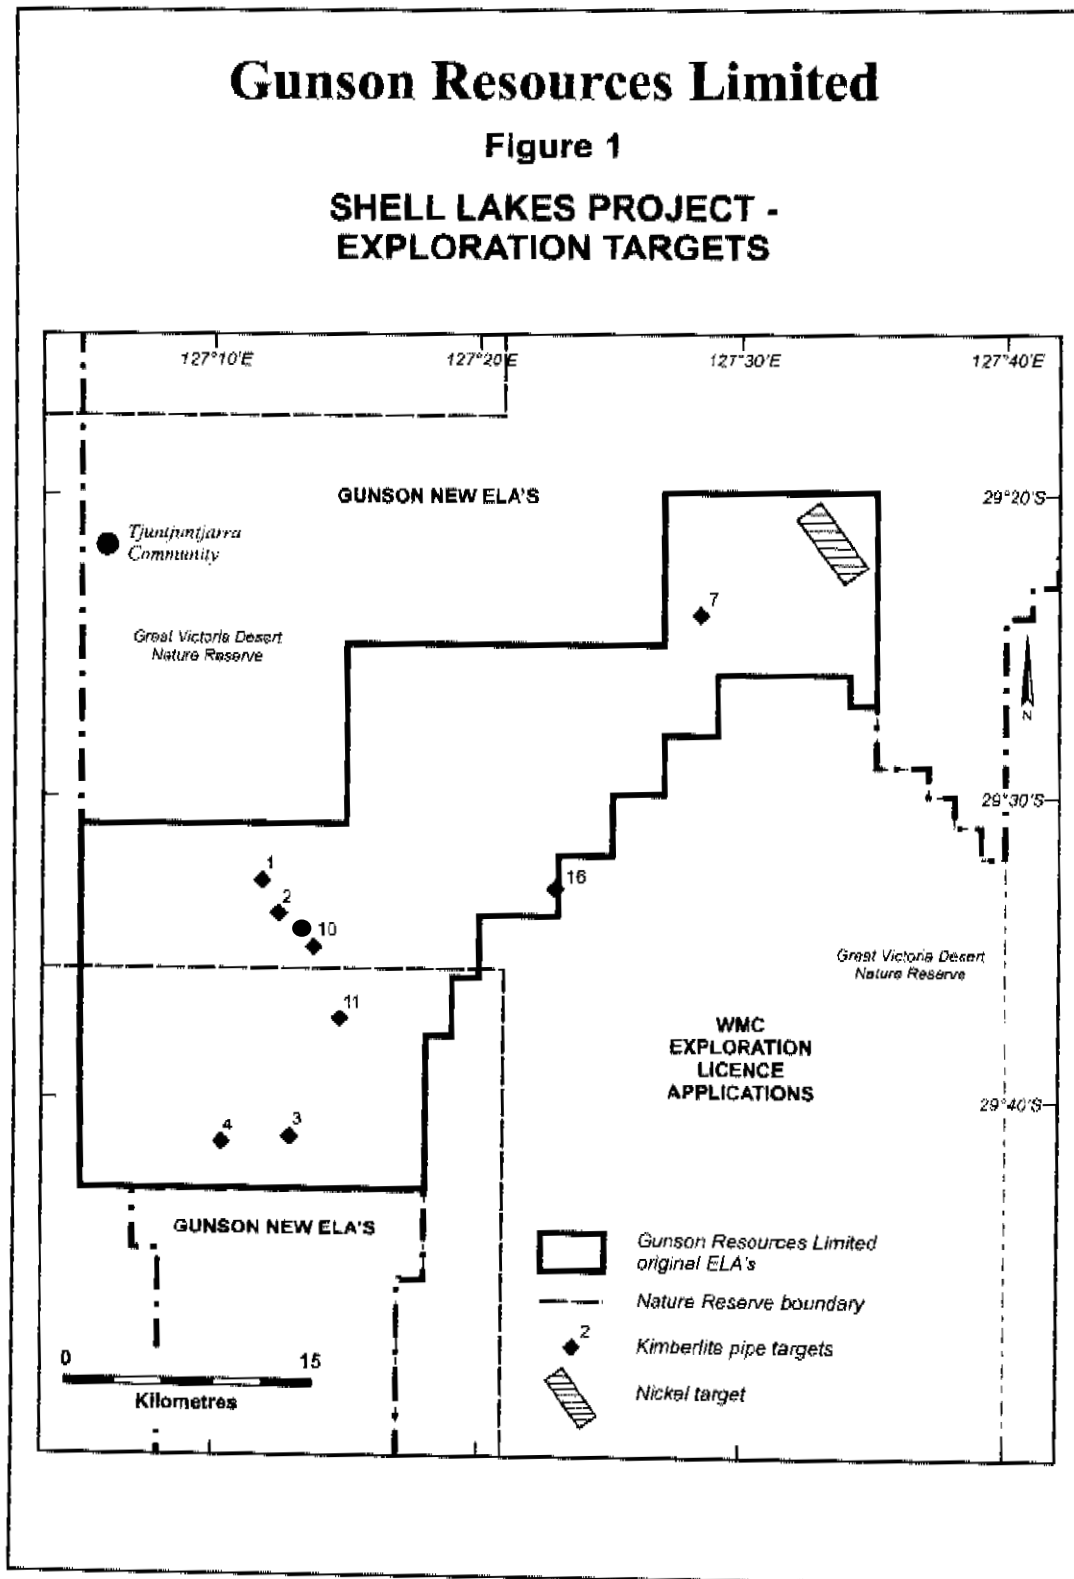 Gunson Resources Limited
Figure 1
SHELL LAKES PROJECT -
EXPLORATION TARGETS
127°10'E
127°20'E
127°30'E
127°40'E
GUNSON NEW ELA'S
29°20'S
Tjuntjuntjarra
Community
7
Great Victoria Desert
Nature Reserve
N
29°30'S
1
2
16
10
Great Victoria Desert
Nature Reserve
11
WMC
EXPLORATION
LICENCE
APPLICATIONS
29°40'S
4
3
GUNSON NEW ELA'S
Gunson Resources Limited
original ELA's
Nature Reserve boundary
2
Kimberlite pipe targets
Nickel target
0
15
Kilometres